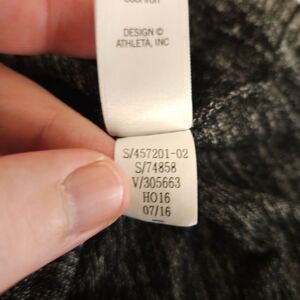 DESIGN ©
ATHLETA, INC
S/457201-02
S/74858
V/305663
HO16
07/16